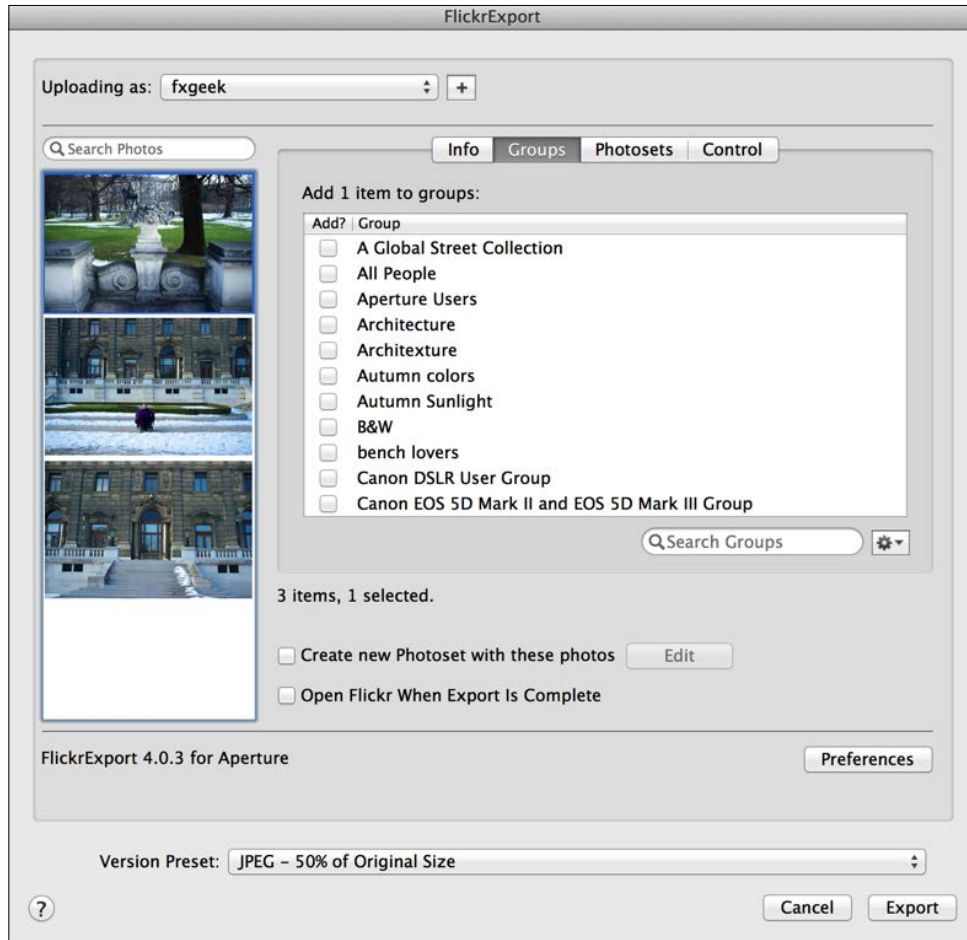 FlickrExport
Uploading as: fxgeek +
Search Photos
Info Groups Photosets Control
Add 1 item to groups:
Add? Group
A Global Street Collection
All People
Aperture Users
Architecture
Architexture
Autumn colors
Autumn Sunlight
B&W
bench lovers
Canon DSLR User Group
Canon EOS 5D Mark II and EOS 5D Mark III Group
Search Groups
3 items, 1 selected.
Create new Photoset with these photos Edit
Open Flickr When Export Is Complete
FlickrExport 4.0.3 for Aperture Preferences
Version Preset: JPEG – 50% of Original Size
? Cancel Export